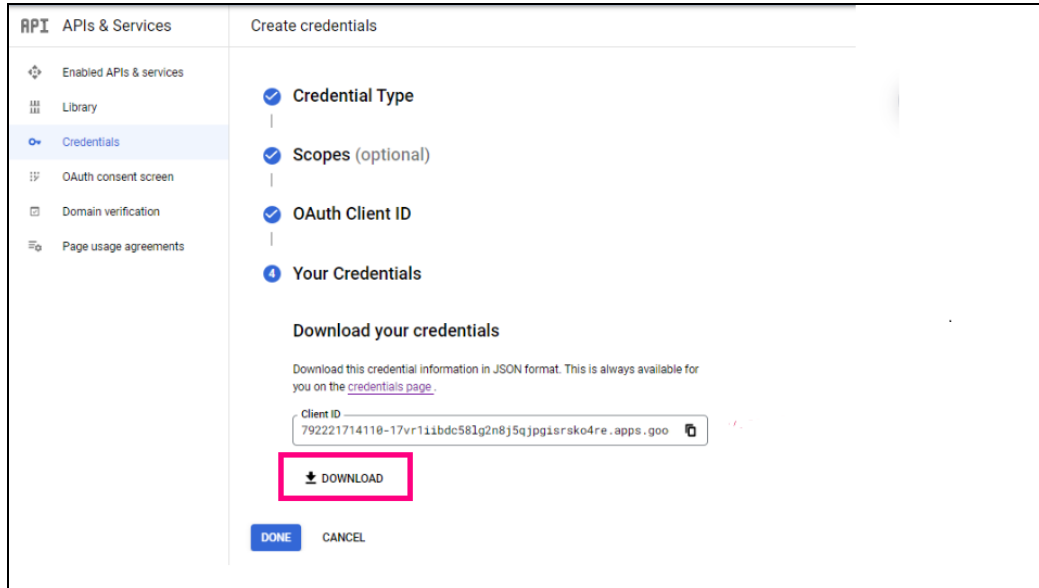 API APIs & Services
Create credentials
Enabled APIs & services
Library
Credentials
OAuth consent screen
Domain verification
Page usage agreements
Credential Type
Scopes (optional)
OAuth Client ID
4 Your Credentials
Download your credentials
Download this credential information in JSON format. This is always available for
you on the credentials page .
Client ID
792221714110-17vr1iibdc58lg2n8j5qjpgisrsko4re.apps.goo
DOWNLOAD
DONE CANCEL